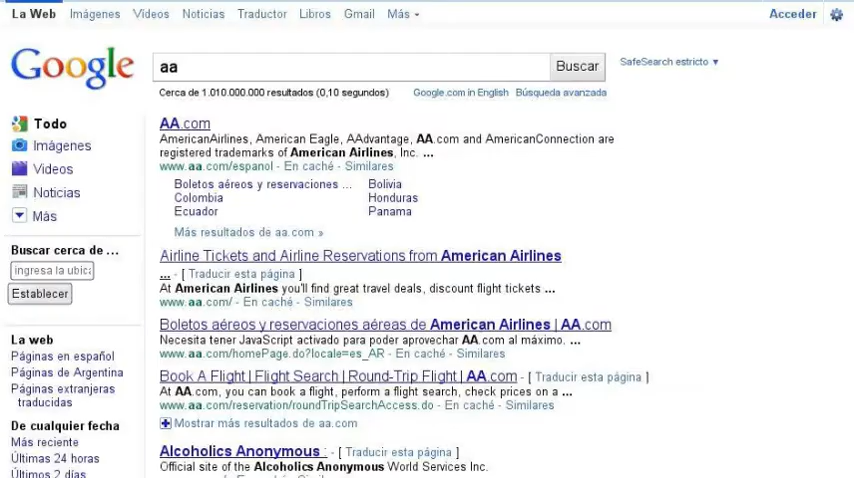 La Web Imágenes Vídeos Noticias Traductor Libros Gmail Más Acceder
Google aa Buscar SafeSearch estricto ▼
Cerca de 1.010.000.000 resultados (0,10 segundos) Google.com in English Búsqueda avanzada
Todo
Imágenes
Videos
Noticias
Más
Buscar cerca de ...
ingresa la ubica
Establecer
La web
Páginas en español
Páginas de Argentina
Páginas extranjeras
traducidas
De cualquier fecha
Más reciente
Últimas 24 horas
Últimos 2 días
AA.com
AmericanAirlines, American Eagle, AAdvantage, AA.com and AmericanConnection are
registered trademarks of American Airlines, Inc. ...
www.aa.com/espanol - En caché - Similares
Boletos aéreos y reservaciones ... Bolivia
Colombia Honduras
Ecuador Panama
Más resultados de aa.com »
Airline Tickets and Airline Reservations from American Airlines
... - [ Traducir esta página ]
At American Airlines you'll find great travel deals, discount flight tickets ...
www.aa.com/ - En caché - Similares
Boletos aéreos y reservaciones aéreas de American Airlines | AA.com
Necesita tener JavaScript activado para poder aprovechar AA.com al máximo. ...
www.aa.com/homePage.do?locale=es_AR - En caché - Similares
Book A Flight | Flight Search | Round-Trip Flight | AA.com - [ Traducir esta página ]
At AA.com, you can book a flight, perform a flight search, check prices on a ...
www.aa.com/reservation/roundTripSearchAccess.do - En caché - Similares
Mostrar más resultados de aa.com
Alcoholics Anonymous : - [ Traducir esta página ]
Official site of the Alcoholics Anonymous World Services Inc.